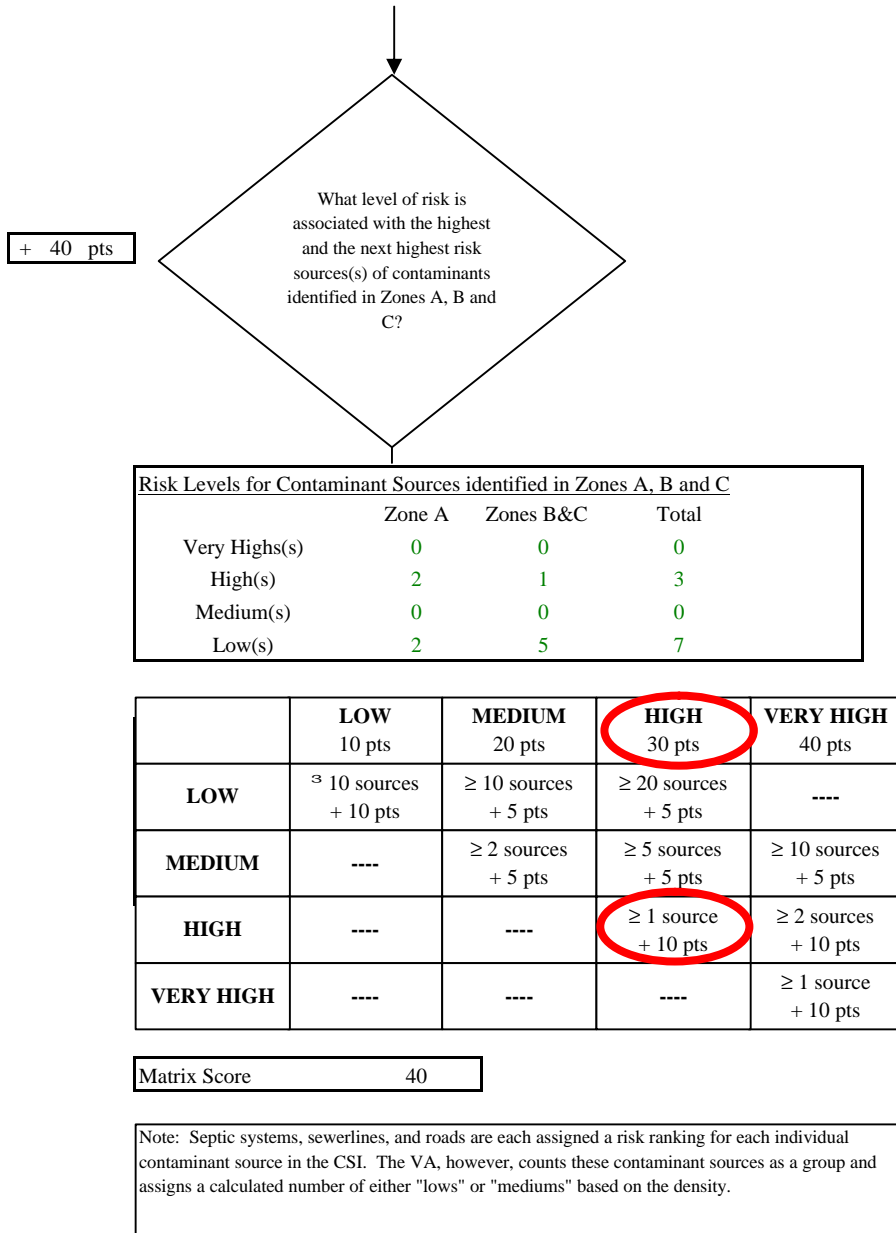 What level of risk is
associated with the highest
and the next highest risk
sources(s) of contaminants
identified in Zones A, B and
C?
+ 40 pts
Risk Levels for Contaminant Sources identified in Zones A, B and C
Zone A Zones B&C Total
Very Highs(s) 0 0 0
High(s) 2 1 3
Medium(s) 0 0 0
Low(s) 2 5 7
LOW MEDIUM HIGH VERY HIGH
10 pts 20 pts 30 pts 40 pts
LOW ³ 10 sources ≥ 10 sources ≥ 20 sources ----
+ 10 pts + 5 pts + 5 pts
MEDIUM ---- ≥ 2 sources ≥ 5 sources ≥ 10 sources
+ 5 pts + 5 pts + 5 pts
HIGH ---- ---- ≥ 1 source ≥ 2 sources
+ 10 pts + 10 pts
VERY HIGH ---- ---- ---- ≥ 1 source
+ 10 pts
Matrix Score 40
Note: Septic systems, sewerlines, and roads are each assigned a risk ranking for each individual
contaminant source in the CSI. The VA, however, counts these contaminant sources as a group and
assigns a calculated number of either "lows" or "mediums" based on the density.